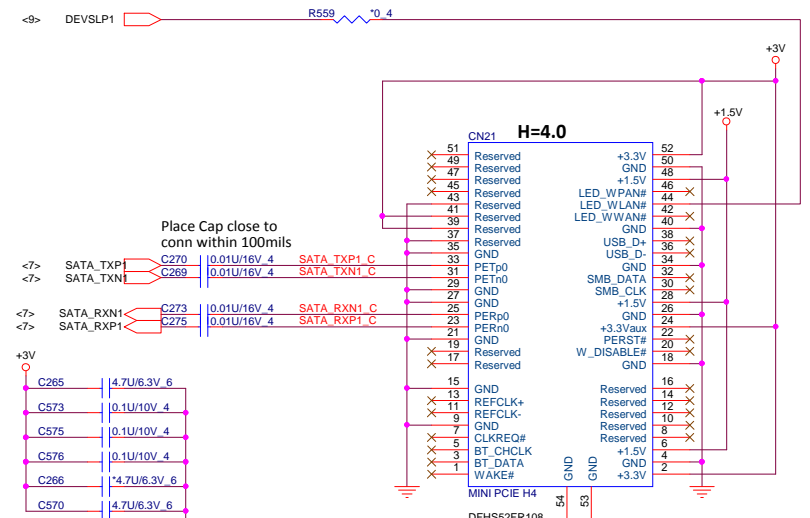 <9> DEVSLP1 R559 *0_4
+3V
+1.5V
CN21 H=4.0
51 Reserved +3.3V 52
49 Reserved GND 50
47 Reserved +1.5V 48
45 Reserved LED_WPAN# 46
43 Reserved LED_WLAN# 44
41 Reserved LED_WWAN# 42
39 Reserved GND 40
37 Reserved USB_D+ 38
35 GND USB_D- 36
33 PETp0 GND 34
31 PETn0 SMB_DATA 32
29 GND SMB_CLK 30
27 GND +1.5V 28
25 PERp0 GND 26
23 PERn0 +3.3Vaux 24
21 GND PERST# 22
19 Reserved W_DISABLE# 20
17 Reserved GND 18
15 GND Reserved 16
13 REFCLK+ Reserved 14
11 REFCLK- Reserved 12
9 GND Reserved 10
7 CLKREQ# Reserved 8
5 BT_CHCLK +1.5V 6
3 BT_DATA GND 4
1 WAKE# +3.3V 2
GND GND
MINI PCIE H4
54 53
DFHS52FR108
Place Cap close to
conn within 100mils
<7> SATA_TXP1 C270 0.01U/16V_4 SATA_TXP1_C
<7> SATA_TXN1 C269 0.01U/16V_4 SATA_TXN1_C
<7> SATA_RXN1 C273 0.01U/16V_4 SATA_RXN1_C
<7> SATA_RXP1 C275 0.01U/16V_4 SATA_RXP1_C
+3V
C265 4.7U/6.3V_6
C573 0.1U/10V_4
C575 0.1U/10V_4
C576 0.1U/10V_4
C266 *4.7U/6.3V_6
C570 4.7U/6.3V_6